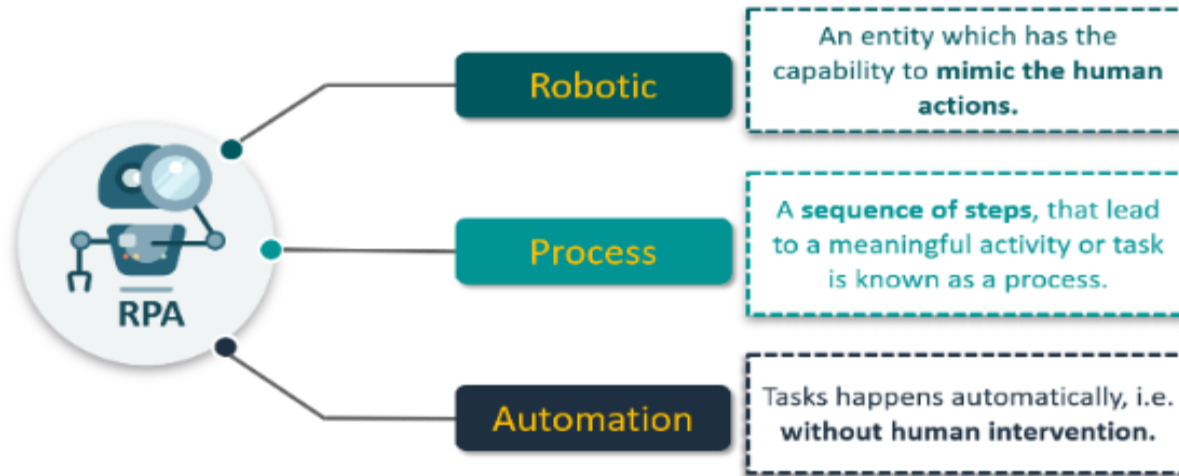 Robotic
An entity which has the
capability to mimic the human
actions.
RPA
Process
A sequence of steps, that lead
to a meaningful activity or task
is known as a process.
Automation
Tasks happens automatically, i.e.
without human intervention.